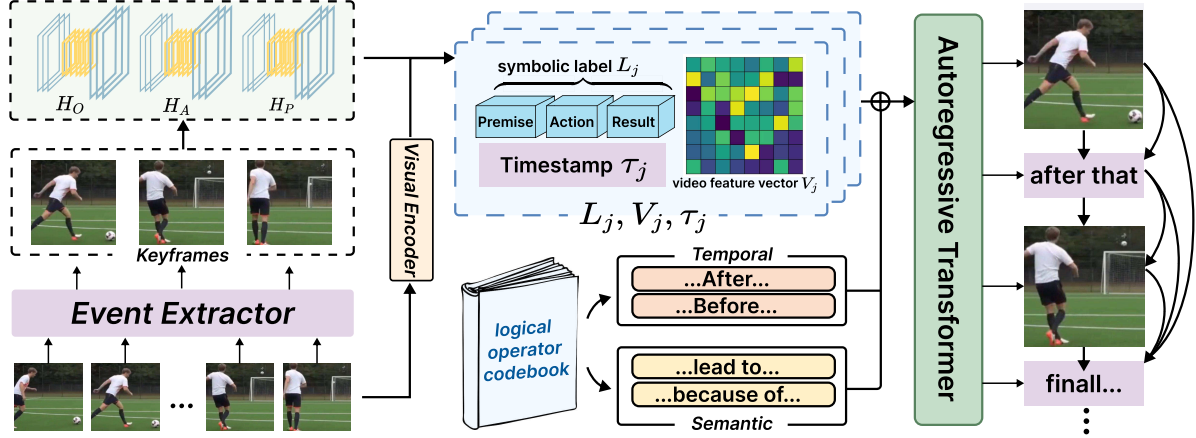 H_O
H_A
H_P
Keyframes
Event Extractor
...
Visual Encoder
symbolic label L_j
Premise
Action
Result
Timestamp τ_j
video feature vector V_j
L_j, V_j, τ_j
logical
operator
codebook
Temporal
...After...
...Before...
...lead to...
...because of...
Semantic
Autoregressive Transformer
after that
finall...